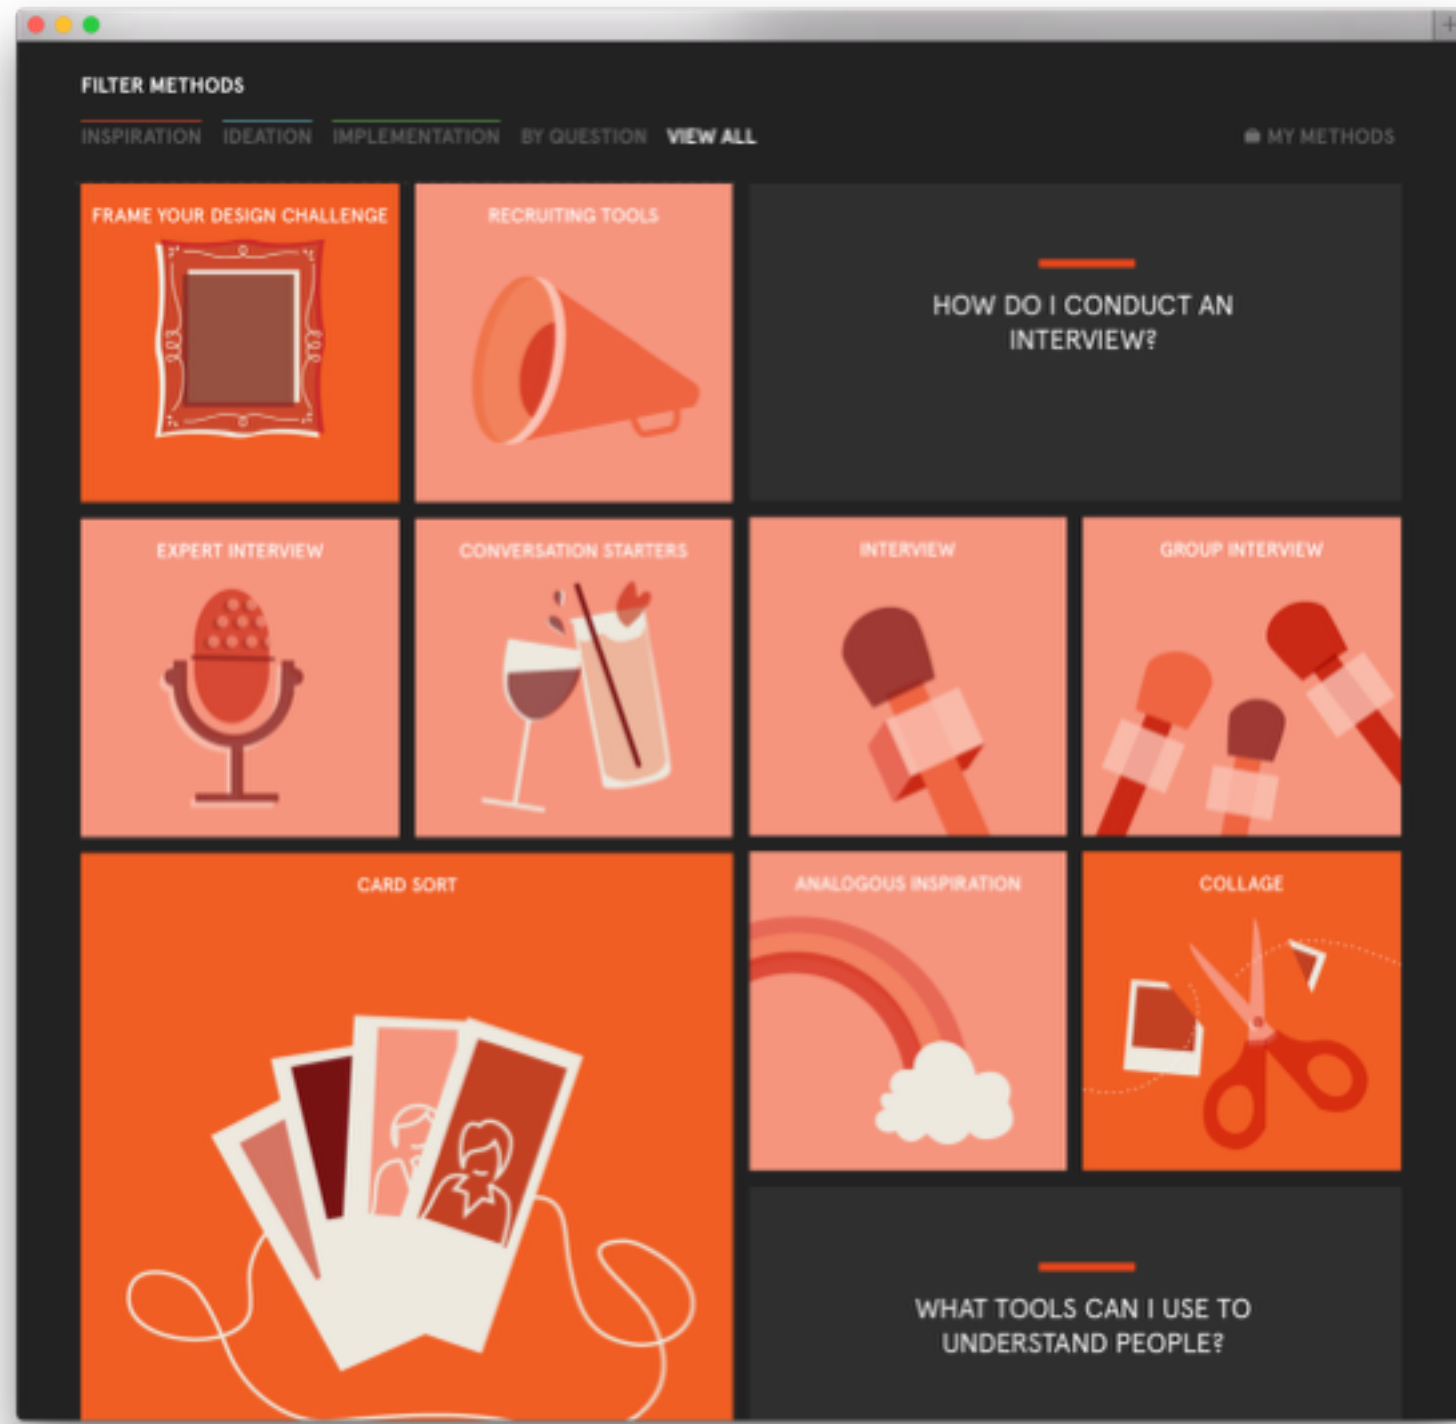 FILTER METHODS
INSPIRATION IDEATION IMPLEMENTATION BY QUESTION VIEW ALL MY METHODS
FRAME YOUR DESIGN CHALLENGE
RECRUITING TOOLS
HOW DO I CONDUCT AN
INTERVIEW?
EXPERT INTERVIEW
CONVERSATION STARTERS
INTERVIEW
GROUP INTERVIEW
CARD SORT
ANALOGOUS INSPIRATION
COLLAGE
WHAT TOOLS CAN I USE TO
UNDERSTAND PEOPLE?